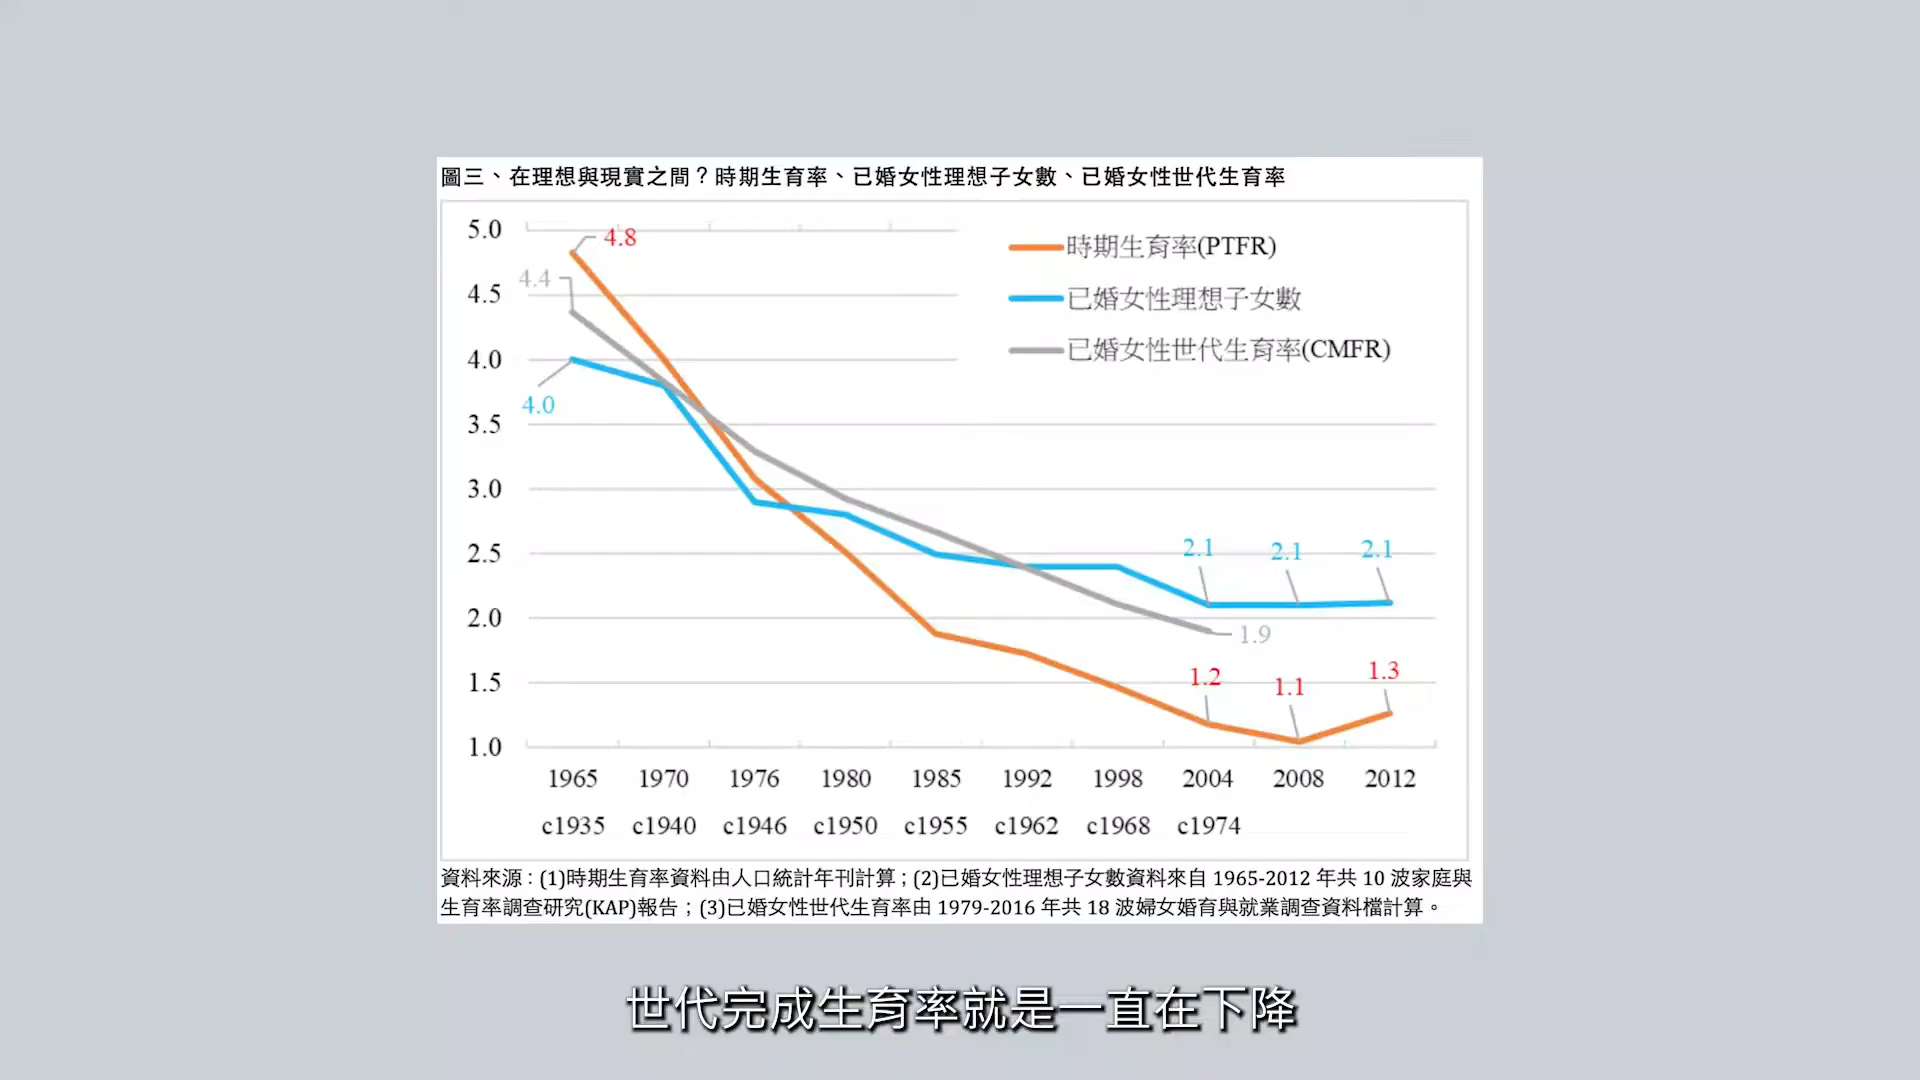 圖三、在理想與現實之間？時期生育率、已婚女性理想子女數、已婚女性世代生育率
時期生育率(PTFR)
已婚女性理想子女數
已婚女性世代生育率(CMFR)
5.0
4.5
4.0
3.5
3.0
2.5
2.0
1.5
1.0
4.8
4.4
4.0
2.1 2.1 2.1
1.9
1.2 1.1 1.3
1965 1970 1976 1980 1985 1992 1998 2004 2008 2012
c1935 c1940 c1946 c1950 c1955 c1962 c1968 c1974
資料來源：(1)時期生育率資料由人口統計年刊計算；(2)已婚女性理想子女數資料來自 1965-2012 年共 10 波家庭與
生育率調查研究(KAP)報告；(3)已婚女性世代生育率由 1979-2016 年共 18 波婦女婚育與就業調查資料檔計算。
世代完成生育率就是一直在下降